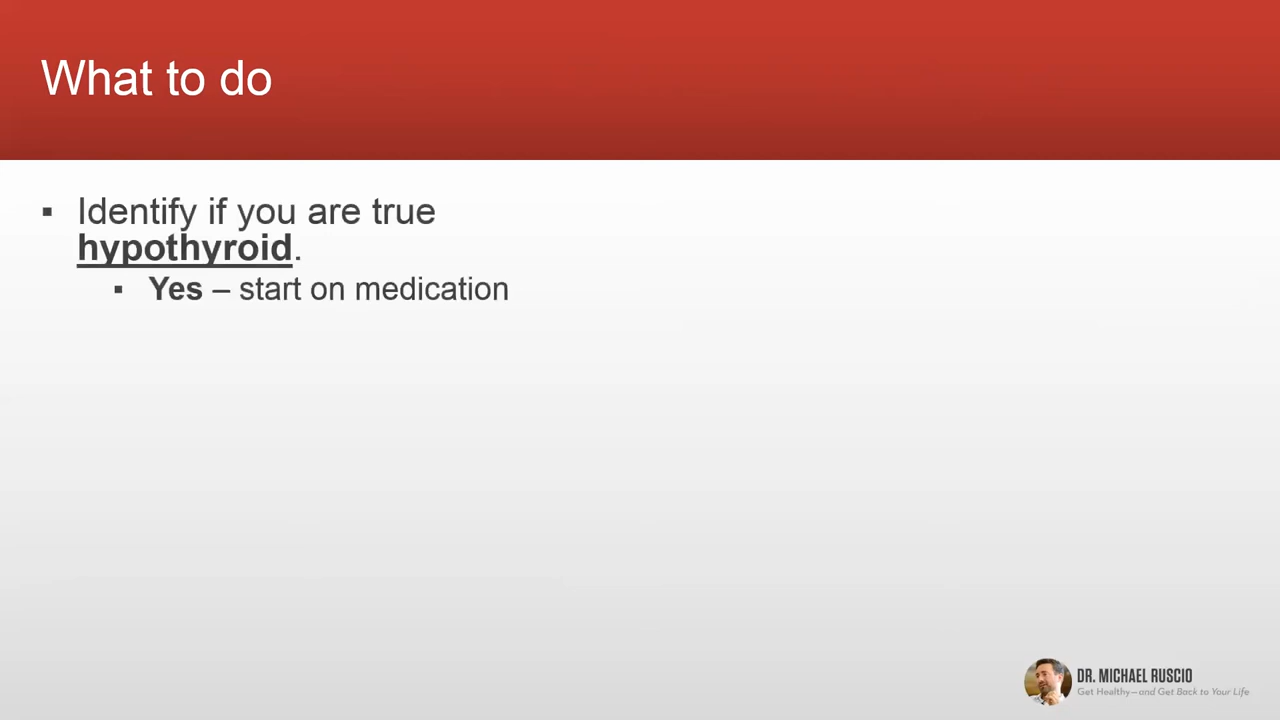 What to do
▪ Identify if you are true
hypothyroid.
▪ Yes – start on medication
DR. MICHAEL RUSCIO
Get Healthy—and Get Back to Your Life